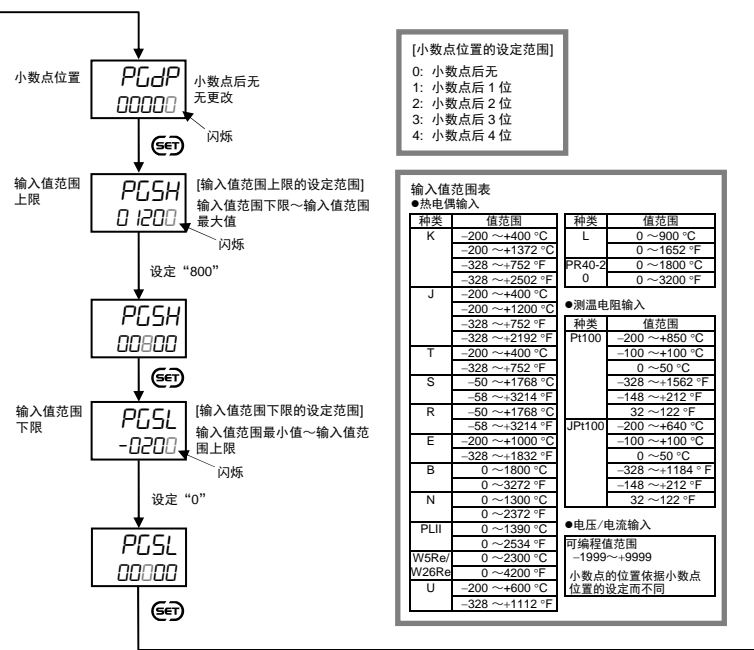 小数点位置
PGdP
00000
小数点后无
无更改
闪烁
SET
[小数点位置的设定范围]
0: 小数点后无
1: 小数点后 1 位
2: 小数点后 2 位
3: 小数点后 3 位
4: 小数点后 4 位
输入值范围
上限
PGSH
01200
[输入值范围上限的设定范围]
输入值范围下限～输入值范围
最大值
闪烁
设定“800”
PGSH
00800
SET
输入值范围
下限
PGSL
-0200
[输入值范围下限的设定范围]
输入值范围最小值～输入值范
围上限
闪烁
设定“0”
PGSL
00000
SET
输入值范围表
●热电偶输入
种类 值范围
K −200 ～+400 °C
−200 ～+1372 °C
−328 ～+752 °F
−328 ～+2502 °F
J −200 ～+400 °C
−200 ～+1200 °C
−328 ～+752 °F
−328 ～+2192 °F
T −200 ～+400 °C
−328 ～+752 °F
S −50 ～+1768 °C
−58 ～+3214 °F
R −50 ～+1768 °C
−58 ～+3214 °F
E −200 ～+1000 °C
−328 ～+1832 °F
B 0 ～1800 °C
0 ～3272 °F
N 0 ～1300 °C
0 ～2372 °F
PLII 0 ～1390 °C
0 ～2534 °F
W5Re/ 0 ～2300 °C
W26Re 0 ～4200 °F
U −200 ～+600 °C
−328 ～+1112 °F
种类 值范围
L 0 ～900 °C
0 ～1652 °F
PR40-2 0 ～1800 °C
0 0 ～3200 °F
●测温电阻输入
种类 值范围
Pt100 −200 ～+850 °C
−100 ～+100 °C
0 ～50 °C
−328 ～+1562 °F
−148 ～+212 °F
32 ～122 °F
JPt100 −200 ～+640 °C
−100 ～+100 °C
0 ～50 °C
−328 ～+1184 ° F
−148 ～+212 °F
32 ～122 °F
●电压/电流输入
可编程值范围
−1999～+9999
小数点的位置依据小数点
位置的设定而不同